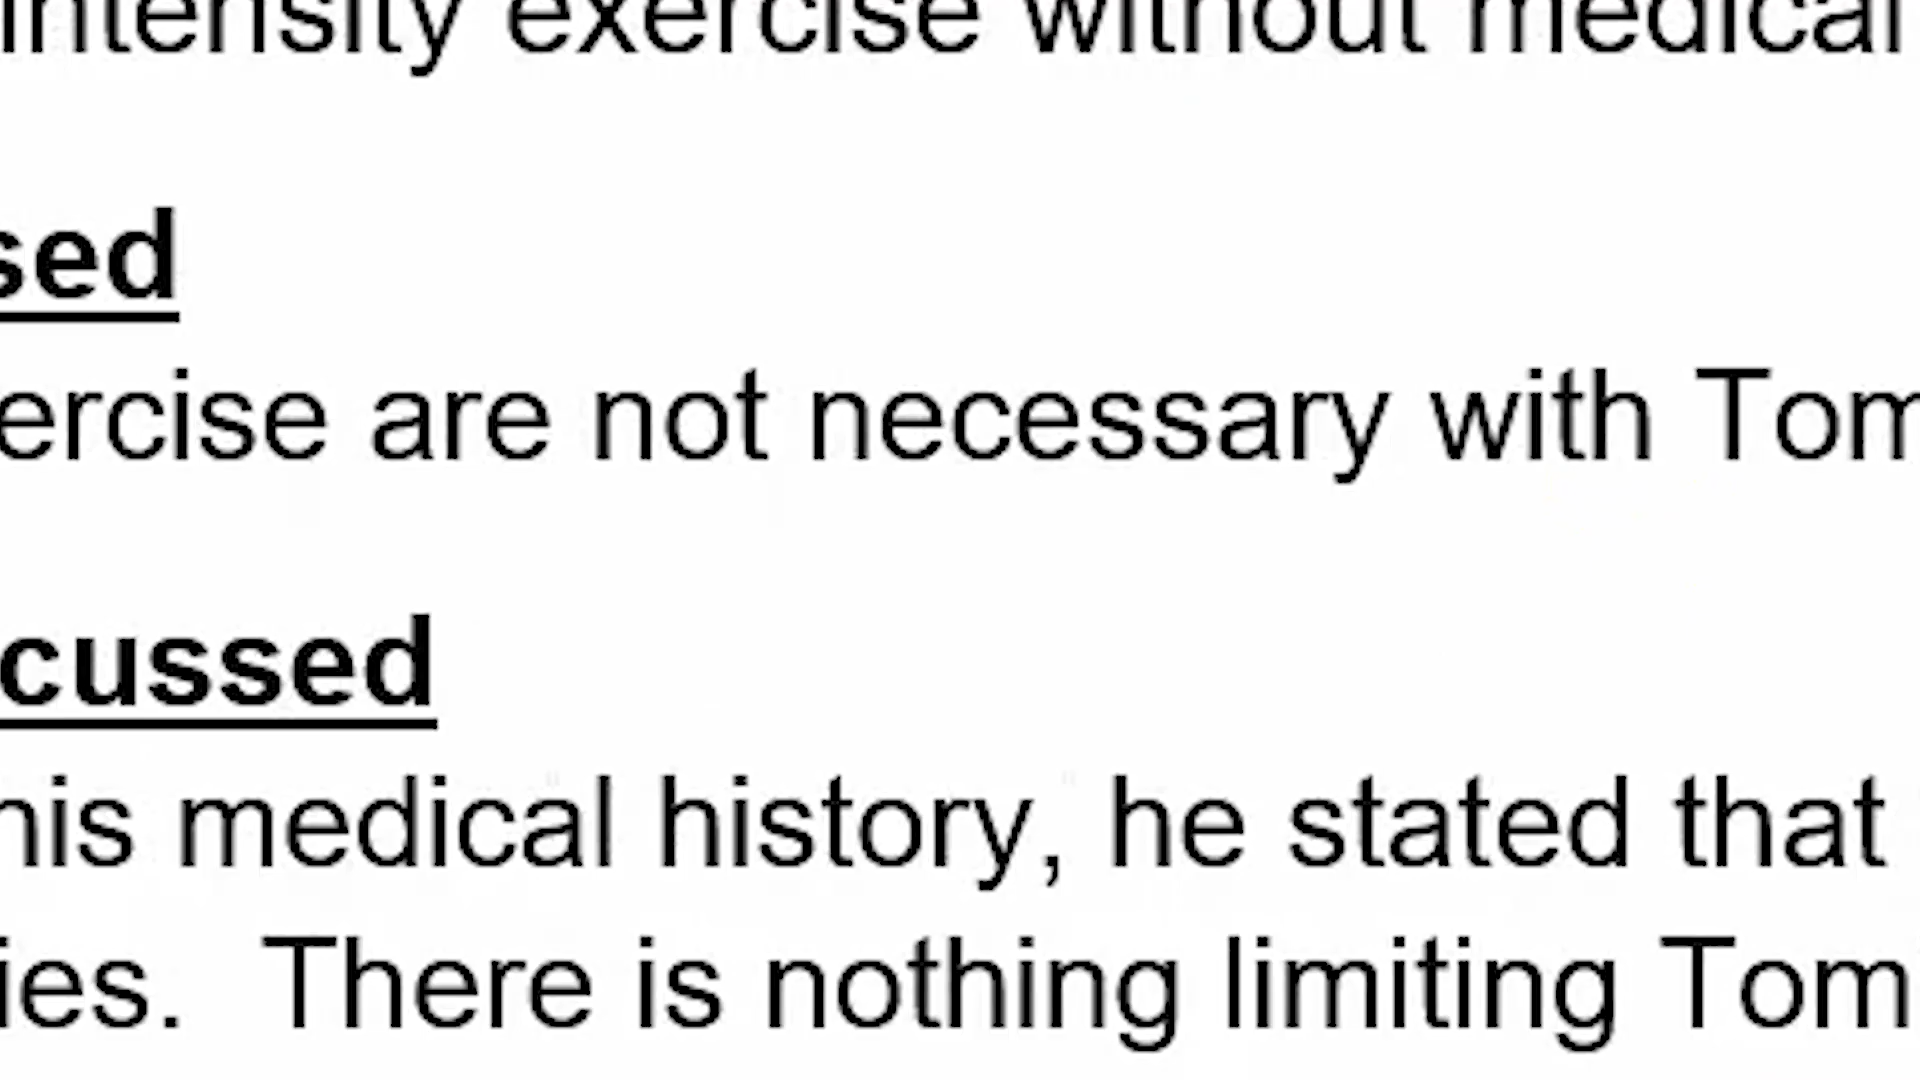 intensity exercise without medical
sed
ercise are not necessary with Tom
cussed
his medical history, he stated that
ies.  There is nothing limiting Tom